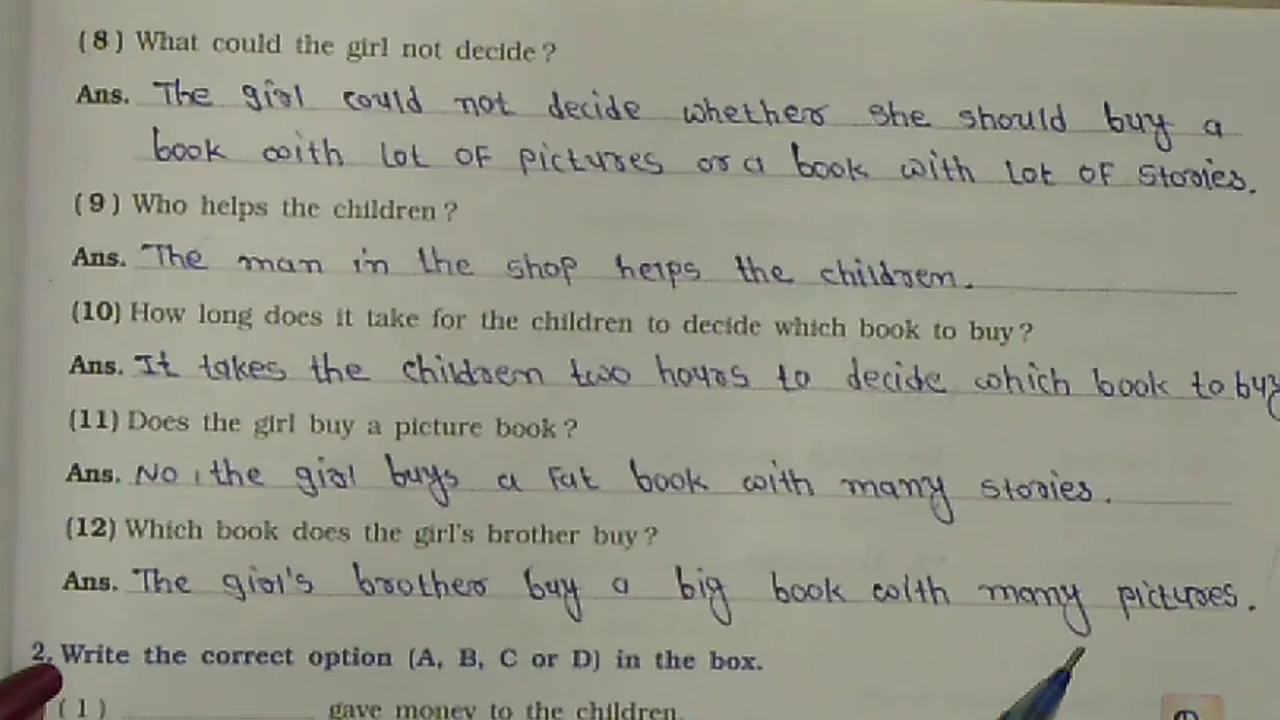 (8) What could the girl not decide?
Ans. The girl could not decide whether she should buy a
book with lot of pictures or a book with lot of stories.
(9) Who helps the children?
Ans. The man in the shop helps the children.
(10) How long does it take for the children to decide which book to buy?
Ans. It takes the children two hours to decide which book to buy
(11) Does the girl buy a picture book?
Ans. No, the girl buys a fat book with many stories.
(12) Which book does the girl's brother buy?
Ans. The girl's brother buy a big book with many pictures.
2. Write the correct option (A, B, C or D) in the box.
(1) ____________ gave money to the children.